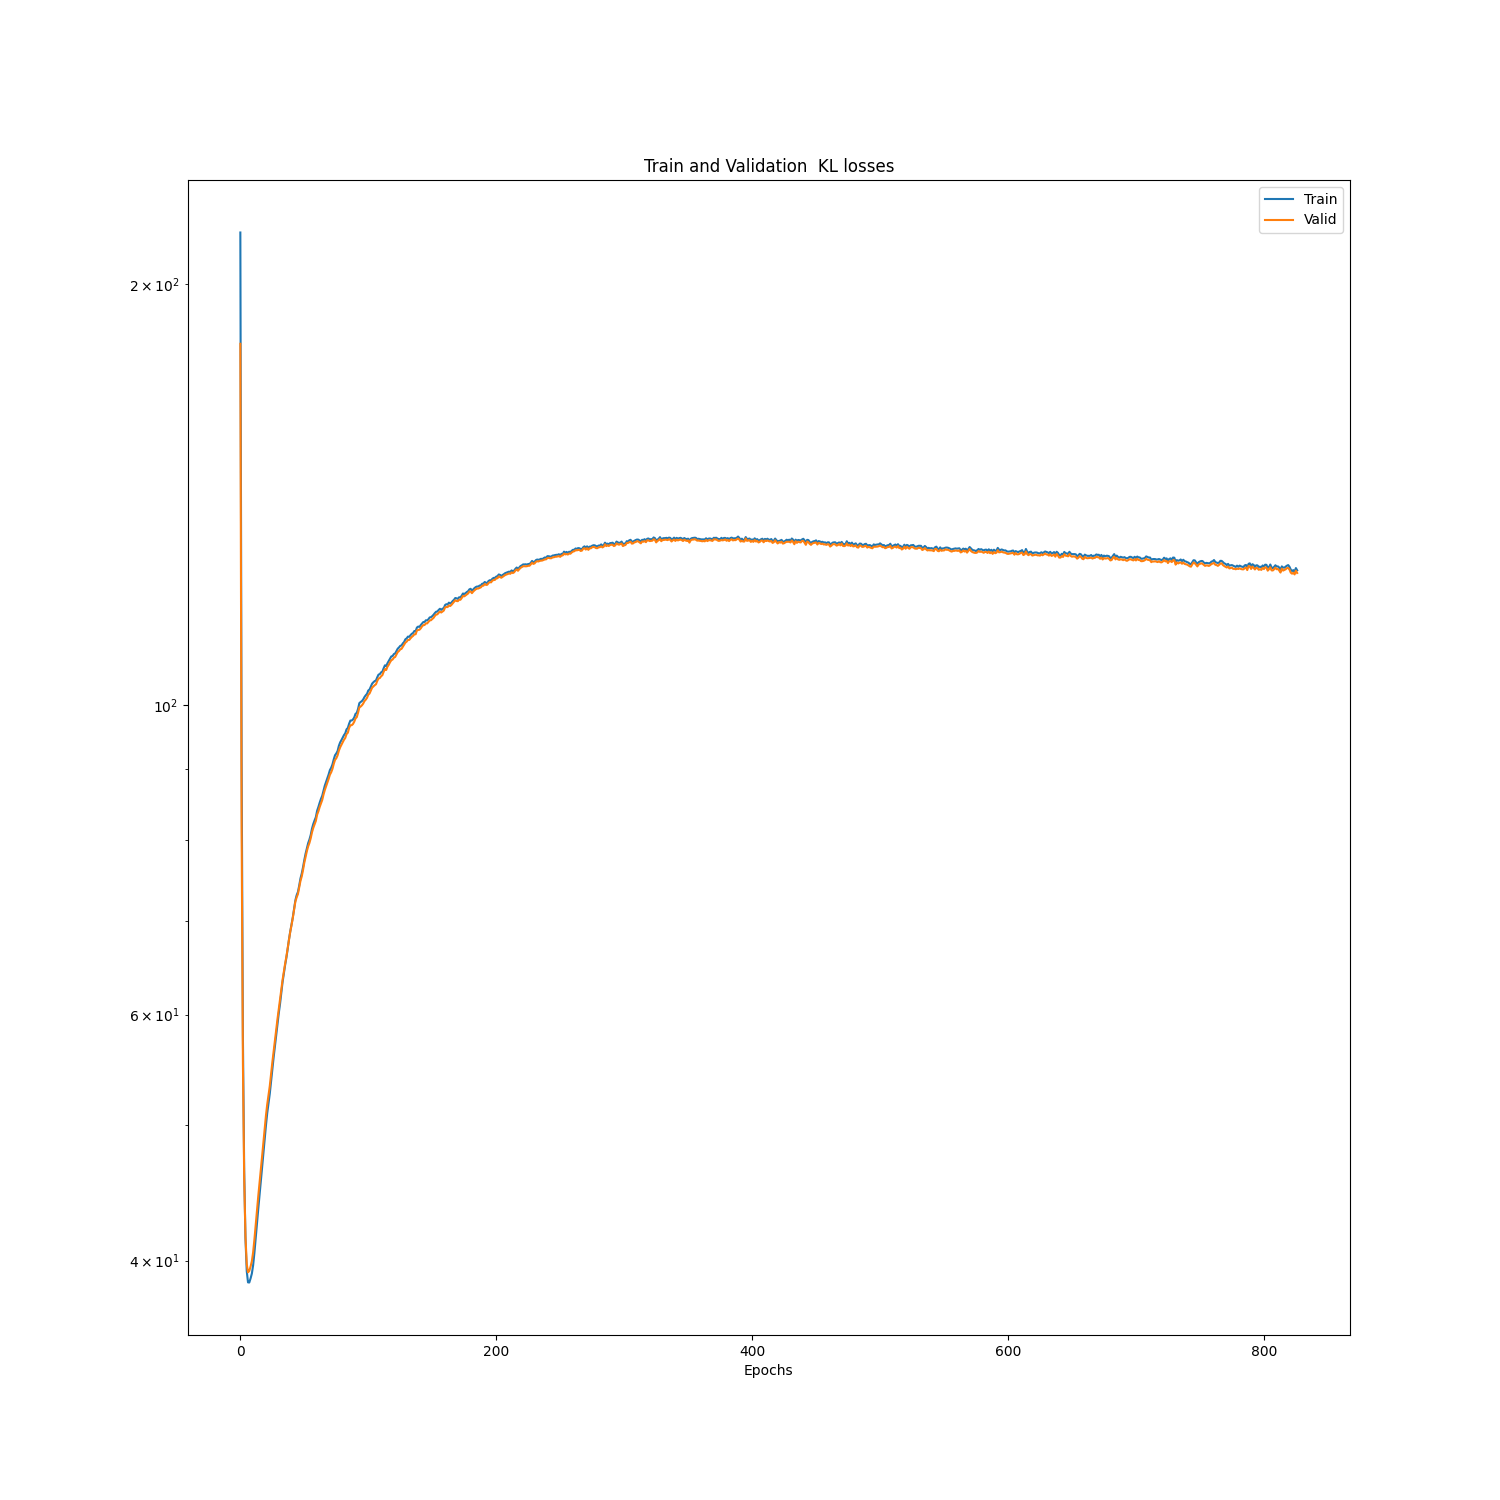 Train and Validation  KL losses
Train
Valid
2 × 10²
10²
6 × 10¹
4 × 10¹
0 200 400 600 800
Epochs